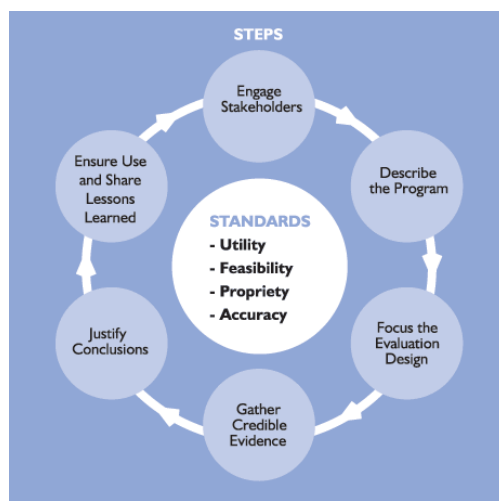 STEPS
Engage
Stakeholders
Describe
the Program
Focus the
Evaluation
Design
Gather
Credible
Evidence
Justify
Conclusions
Ensure Use
and Share
Lessons
Learned
STANDARDS
- Utility
- Feasibility
- Propriety
- Accuracy